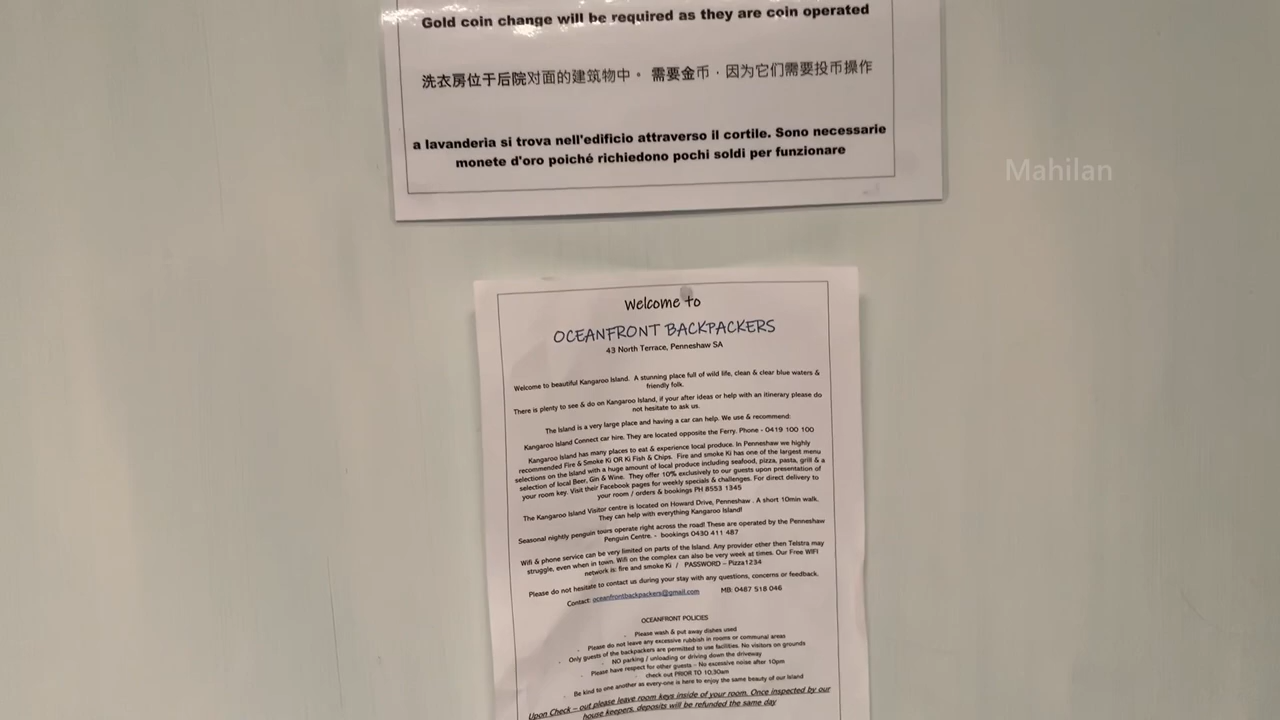 Gold coin change will be required as they are coin operated
洗衣房位于后院对面的建筑物中。需要金币，因为它们需要投币操作
a lavanderia si trova nell'edificio attraverso il cortile. Sono necessarie
monete d'oro poiché richiedono pochi soldi per funzionare
Mahilan
Welcome to
OCEANFRONT BACKPACKERS
43 North Terrace, Penneshaw SA
Welcome to beautiful Kangaroo Island. A stunning place full of wild life, clean & clear blue waters &
friendly folk.
There is plenty to see & do on Kangaroo Island, if your after ideas or help with an itinerary please do
not hesitate to ask us.
The Island is a very large place and having a car can help. We use & recommend:
Kangaroo Island Connect car hire. They are located opposite the Ferry. Phone - 0419 100 100
Kangaroo Island has many places to eat & experience local produce. In Penneshaw we highly
recommended Fire & Smoke Ki OR Ki Fish & Chips. Fire and smoke Ki has one of the largest menu
selections on the Island with a huge amount of local produce including seafood, pizza, pasta, grill & a
selection of local Beer, Gin & Wine. They offer 10% exclusively to our guests upon presentation of
your room key. Visit their Facebook pages for weekly specials & challenges. For direct delivery to
your room / orders & bookings PH 8553 1345
The Kangaroo Island Visitor centre is located on Howard Drive, Penneshaw . A short 10min walk.
They can help with everything Kangaroo Island!
Seasonal nightly penguin tours operate right across the road! These are operated by the Penneshaw
Penguin Centre. - bookings 0430 411 487
Wifi & phone service can be very limited on parts of the Island. Any provider other then Telstra may
struggle, even when in town. Wifi on the complex can also be very week at times. Our Free WIFI
network is: fire and smoke Ki / PASSWORD – Pizza1234
Please do not hesitate to contact us during your stay with any questions, concerns or feedback.
Contact: oceanfrontbackpackers@gmail.com MB: 0487 518 046
OCEANFRONT POLICIES
- Please wash & put away dishes used
- Please do not leave any excessive rubbish in rooms or communal areas
- Only guests of the backpackers are permitted to use facilities. No visitors on grounds
- NO parking / unloading or driving down the driveway
- Please have respect for other guests – No excessive noise after 10pm
- check out PRIOR TO 10:30am
- Be kind to one another as every-one is here to enjoy the same beauty of our Island
Upon Check – out please leave room keys inside of your room. Once inspected by our
house keepers, deposits will be refunded the same day